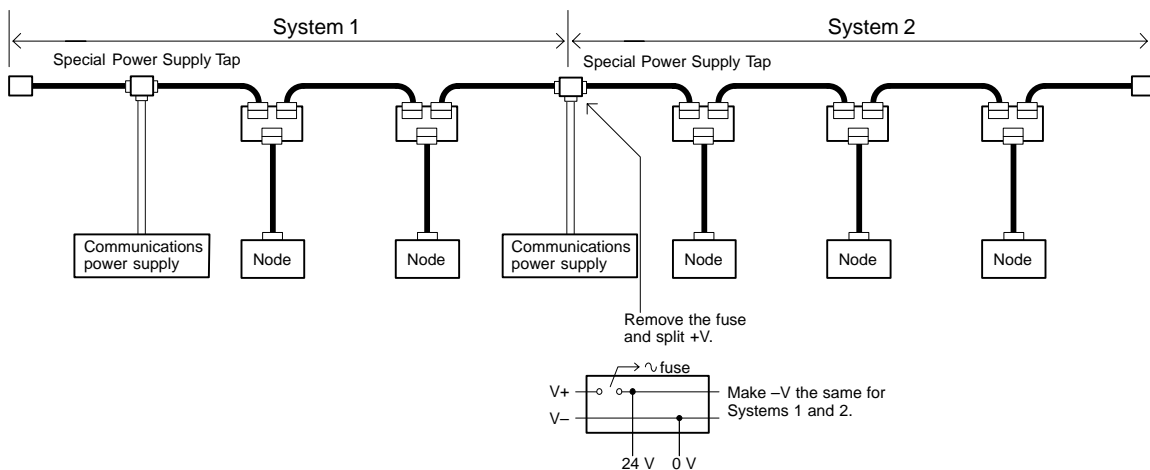 System 1
System 2
Special Power Supply Tap
Special Power Supply Tap
Communications
power supply
Node
Node
Communications
power supply
Node
Node
Node
Remove the fuse
and split +V.
fuse
V+
Make –V the same for
Systems 1 and 2.
V–
24 V
0 V